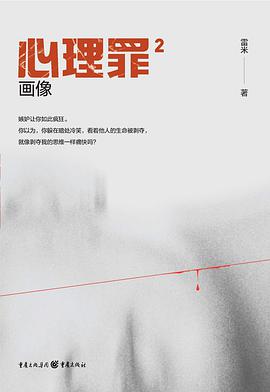 心理罪2
画像
雷米
著
嫉妒让你如此疯狂。
你以为，你躲在暗处冷笑，看着他人的生命被剥夺，
就像剥夺我的思维一样痛快吗？
重庆出版集团 重庆出版社